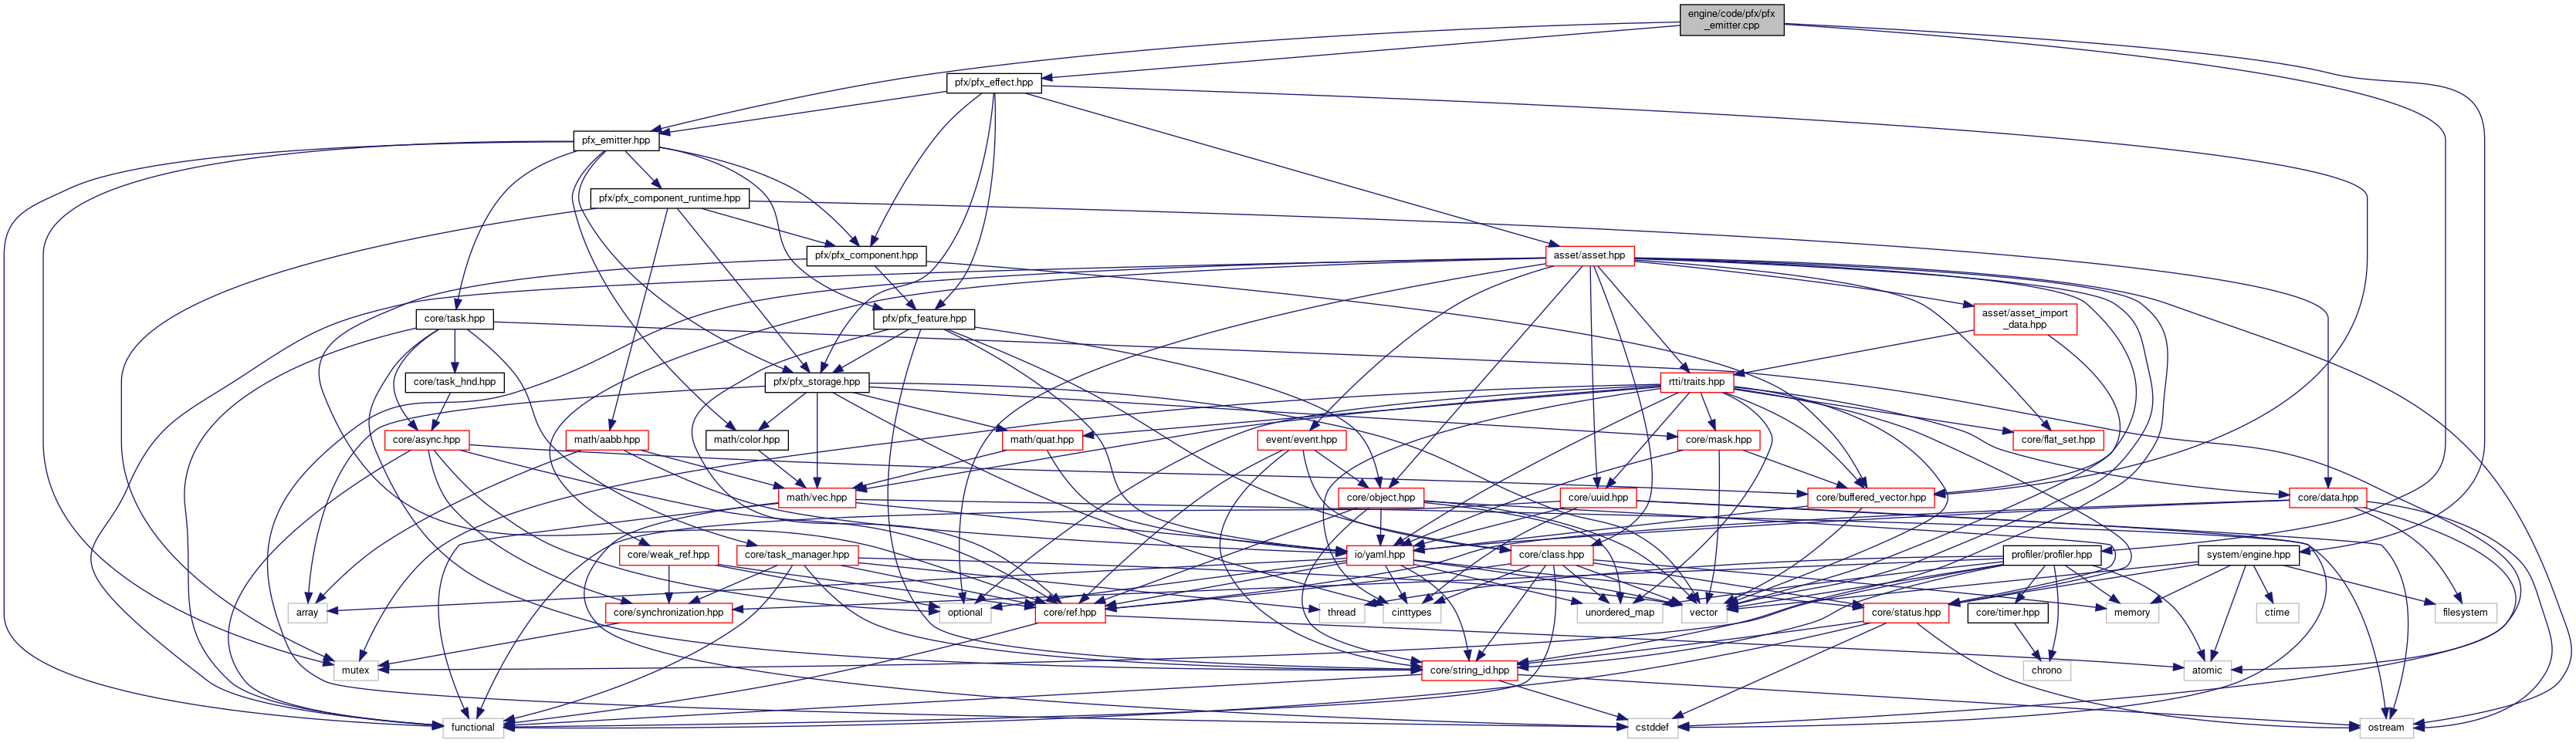 engine/code/pfx/pfx
_emitter.cpp
pfx/pfx_effect.hpp
pfx_emitter.hpp
pfx/pfx_component_runtime.hpp
pfx/pfx_component.hpp
asset/asset.hpp
core/task.hpp
pfx/pfx_feature.hpp
asset/asset_import
_data.hpp
core/task_hnd.hpp
pfx/pfx_storage.hpp
rtti/traits.hpp
core/async.hpp
math/aabb.hpp
math/color.hpp
math/quat.hpp
event/event.hpp
core/mask.hpp
core/flat_set.hpp
math/vec.hpp
core/object.hpp
core/uuid.hpp
core/buffered_vector.hpp
core/data.hpp
core/weak_ref.hpp
core/task_manager.hpp
io/yaml.hpp
core/class.hpp
profiler/profiler.hpp
system/engine.hpp
array
core/synchronization.hpp
optional
core/ref.hpp
thread
cinttypes
unordered_map
vector
core/status.hpp
core/timer.hpp
memory
ctime
filesystem
mutex
core/string_id.hpp
chrono
atomic
functional
cstddef
ostream